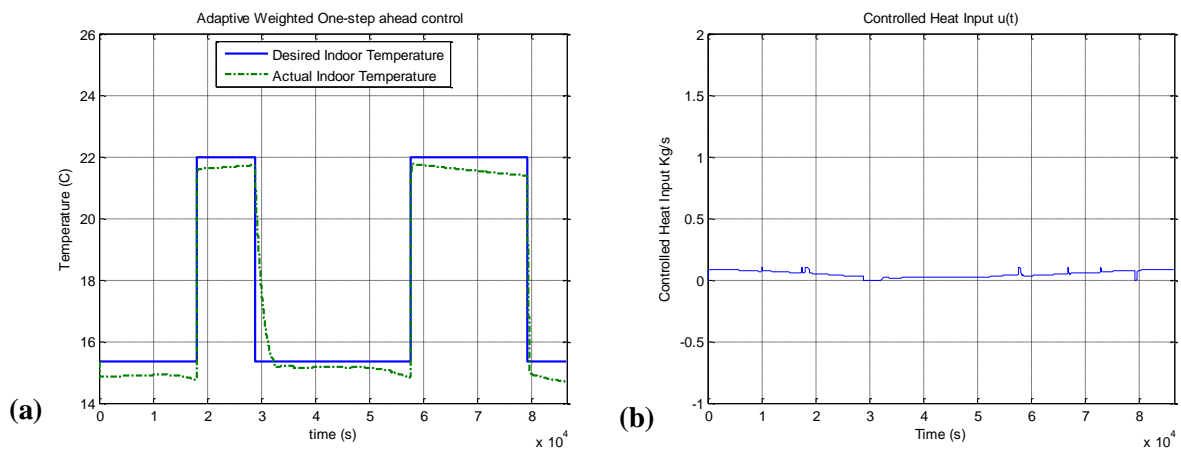 Adaptive Weighted One-step ahead control
26
24
22
20
18
16
14
Temperature (C)
Desired Indoor Temperature
Actual Indoor Temperature
0 1 2 3 4 5 6 7 8
x 10^4
time (s)
(a)
Controlled Heat Input u(t)
2
1.5
1
0.5
0
-0.5
-1
Controlled Heat Input Kg/s
0 1 2 3 4 5 6 7 8
x 10^4
Time (s)
(b)